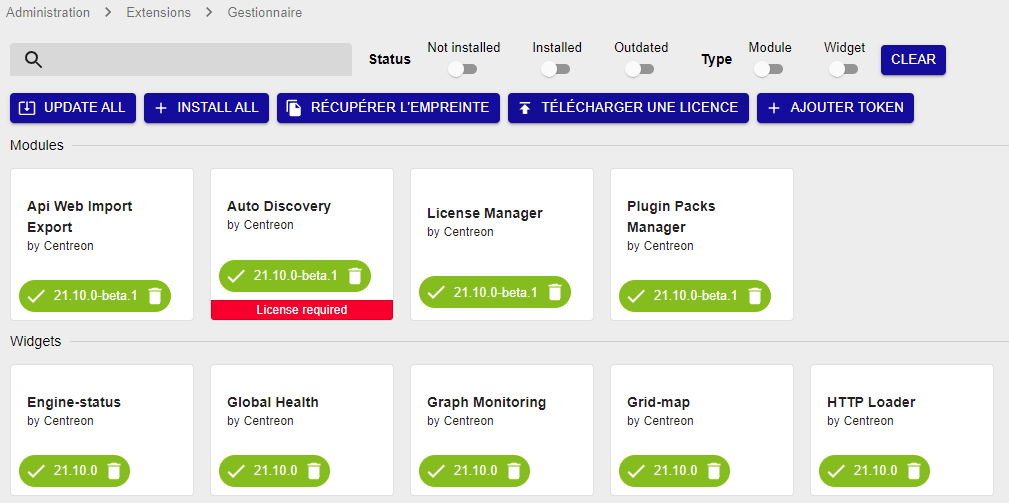 Administration > Extensions > Gestionnaire
Status Not installed Installed Outdated Type Module Widget CLEAR
UPDATE ALL + INSTALL ALL RÉCUPÉRER L'EMPREINTE TÉLÉCHARGER UNE LICENCE + AJOUTER TOKEN
Modules
Api Web Import
Export
by Centreon
21.10.0-beta.1
Auto Discovery
by Centreon
21.10.0-beta.1
License required
License Manager
by Centreon
21.10.0-beta.1
Plugin Packs
Manager
by Centreon
21.10.0-beta.1
Widgets
Engine-status
by Centreon
21.10.0
Global Health
by Centreon
21.10.0
Graph Monitoring
by Centreon
21.10.0
Grid-map
by Centreon
21.10.0
HTTP Loader
by Centreon
21.10.0